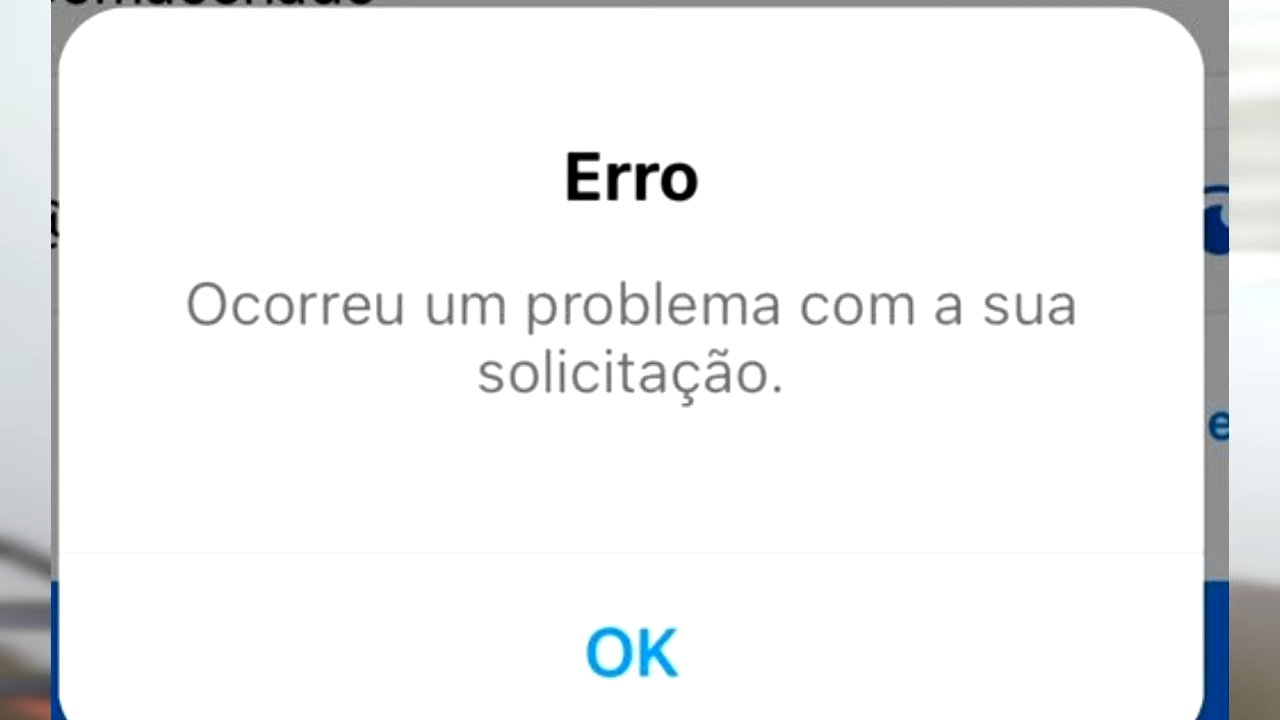 Erro
Ocorreu um problema com a sua
solicitação.
e
OK